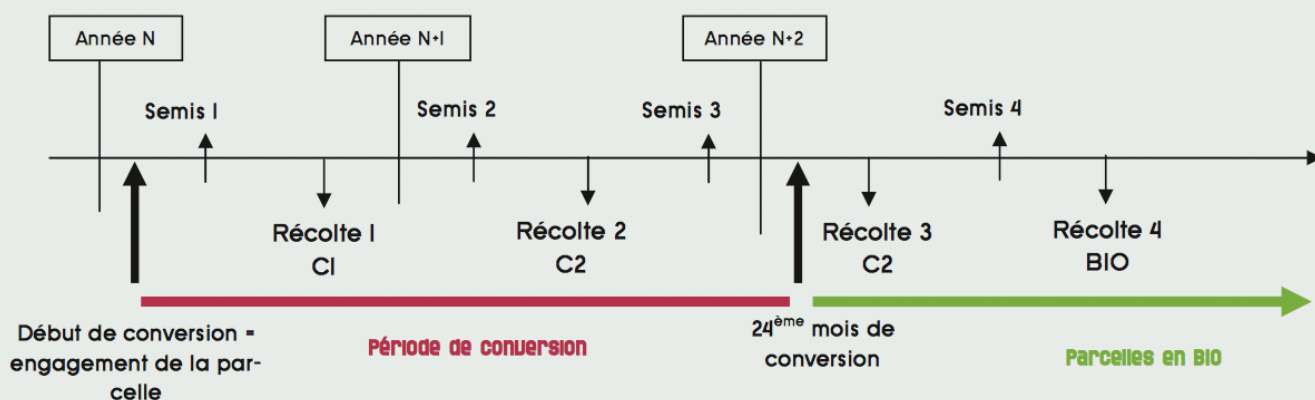 Année N
Année N+1
Année N+2
Semis 1
Semis 2
Semis 3
Semis 4
Récolte 1
C1
Récolte 2
C2
Récolte 3
C2
Récolte 4
BIO
Début de conversion =
engagement de la par-
celle
Période de conversion
24ème mois de
conversion
Parcelles en BIO